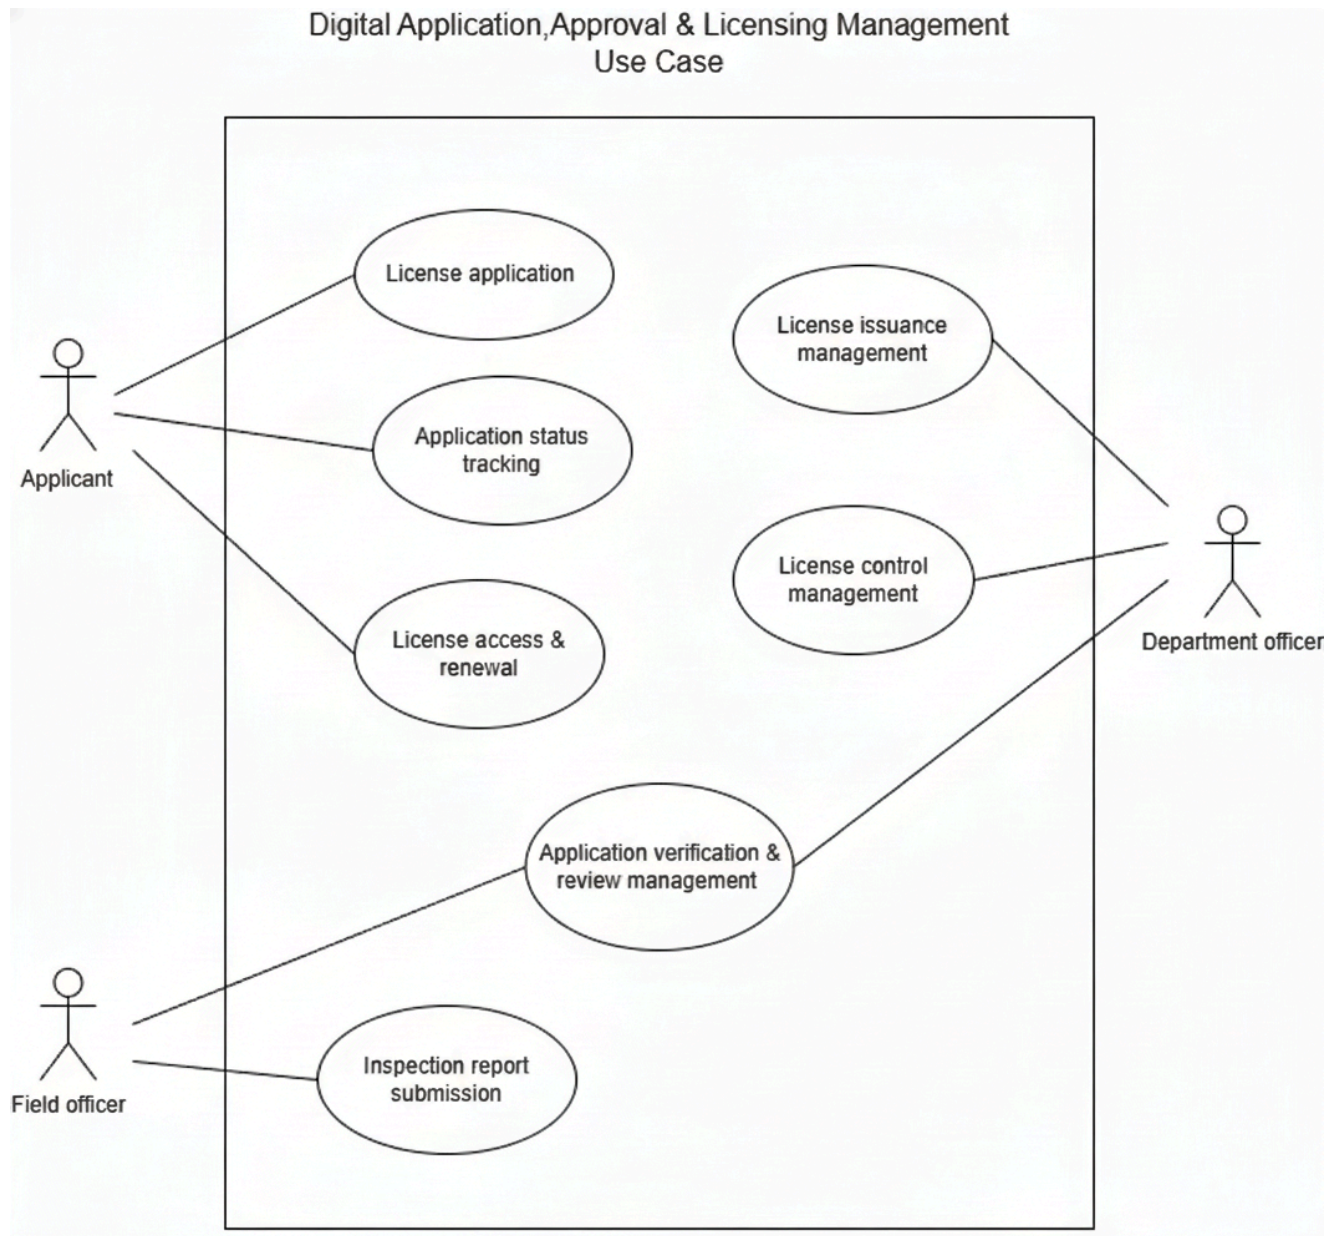 Digital Application,Approval & Licensing Management
Use Case
License application
License issuance
management
Applicant
Application status
tracking
License control
management
Department officer
License access &
renewal
Application verification &
review management
Field officer
Inspection report
submission